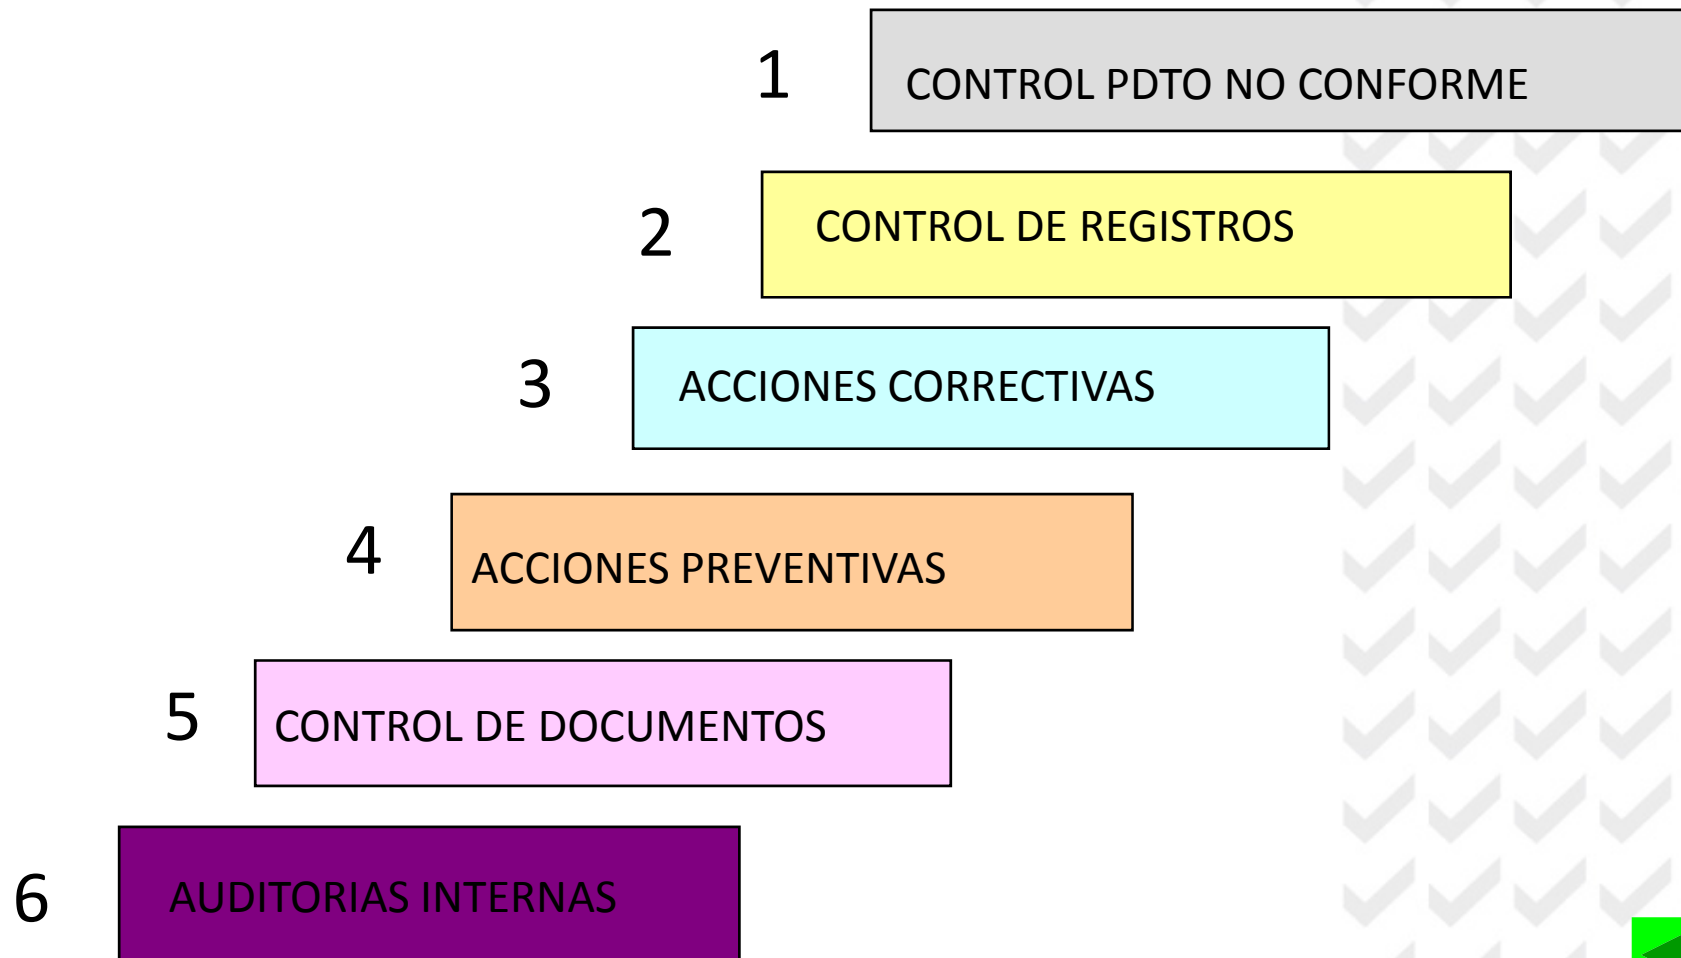 1 CONTROL PDTO NO CONFORME
2 CONTROL DE REGISTROS
3 ACCIONES CORRECTIVAS
4 ACCIONES PREVENTIVAS
5 CONTROL DE DOCUMENTOS
6 AUDITORIAS INTERNAS